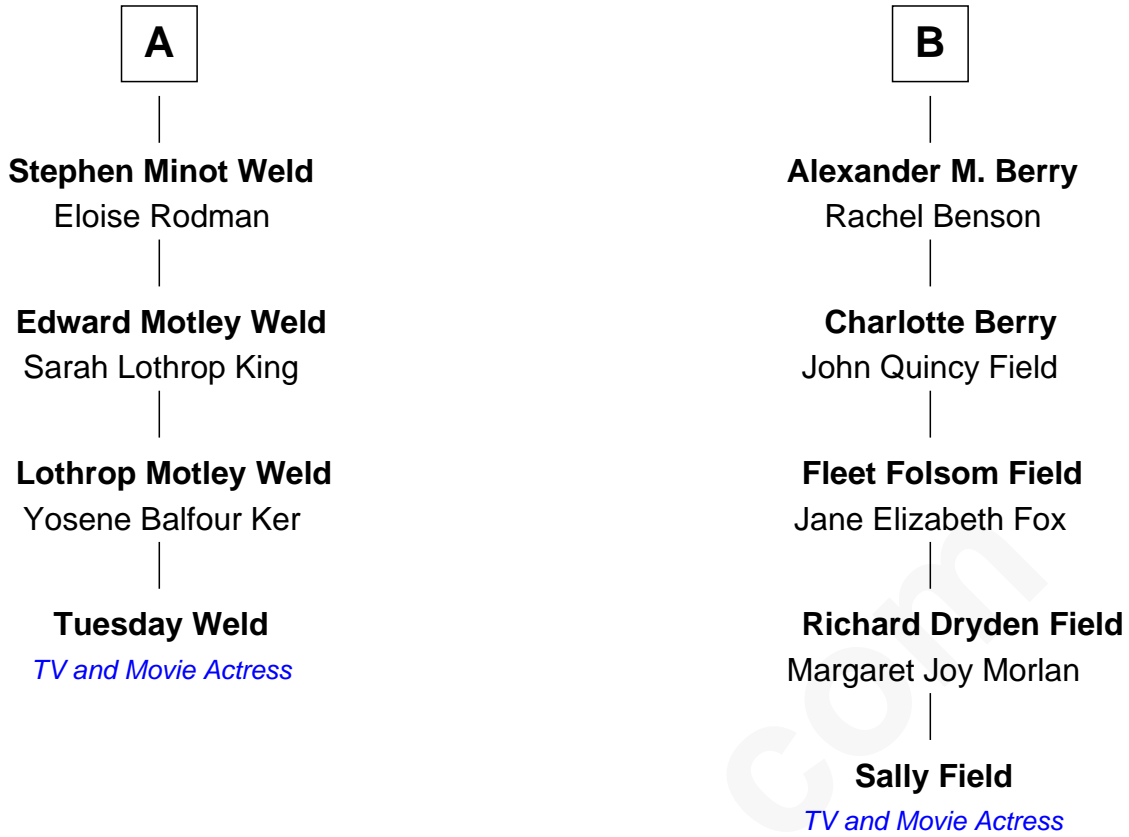 A
Stephen Minot Weld
Eloise Rodman
Edward Motley Weld
Sarah Lothrop King
Lothrop Motley Weld
Yosene Balfour Ker
Tuesday Weld
TV and Movie Actress
B
Alexander M. Berry
Rachel Benson
Charlotte Berry
John Quincy Field
Fleet Folsom Field
Jane Elizabeth Fox
Richard Dryden Field
Margaret Joy Morlan
Sally Field
TV and Movie Actress
com